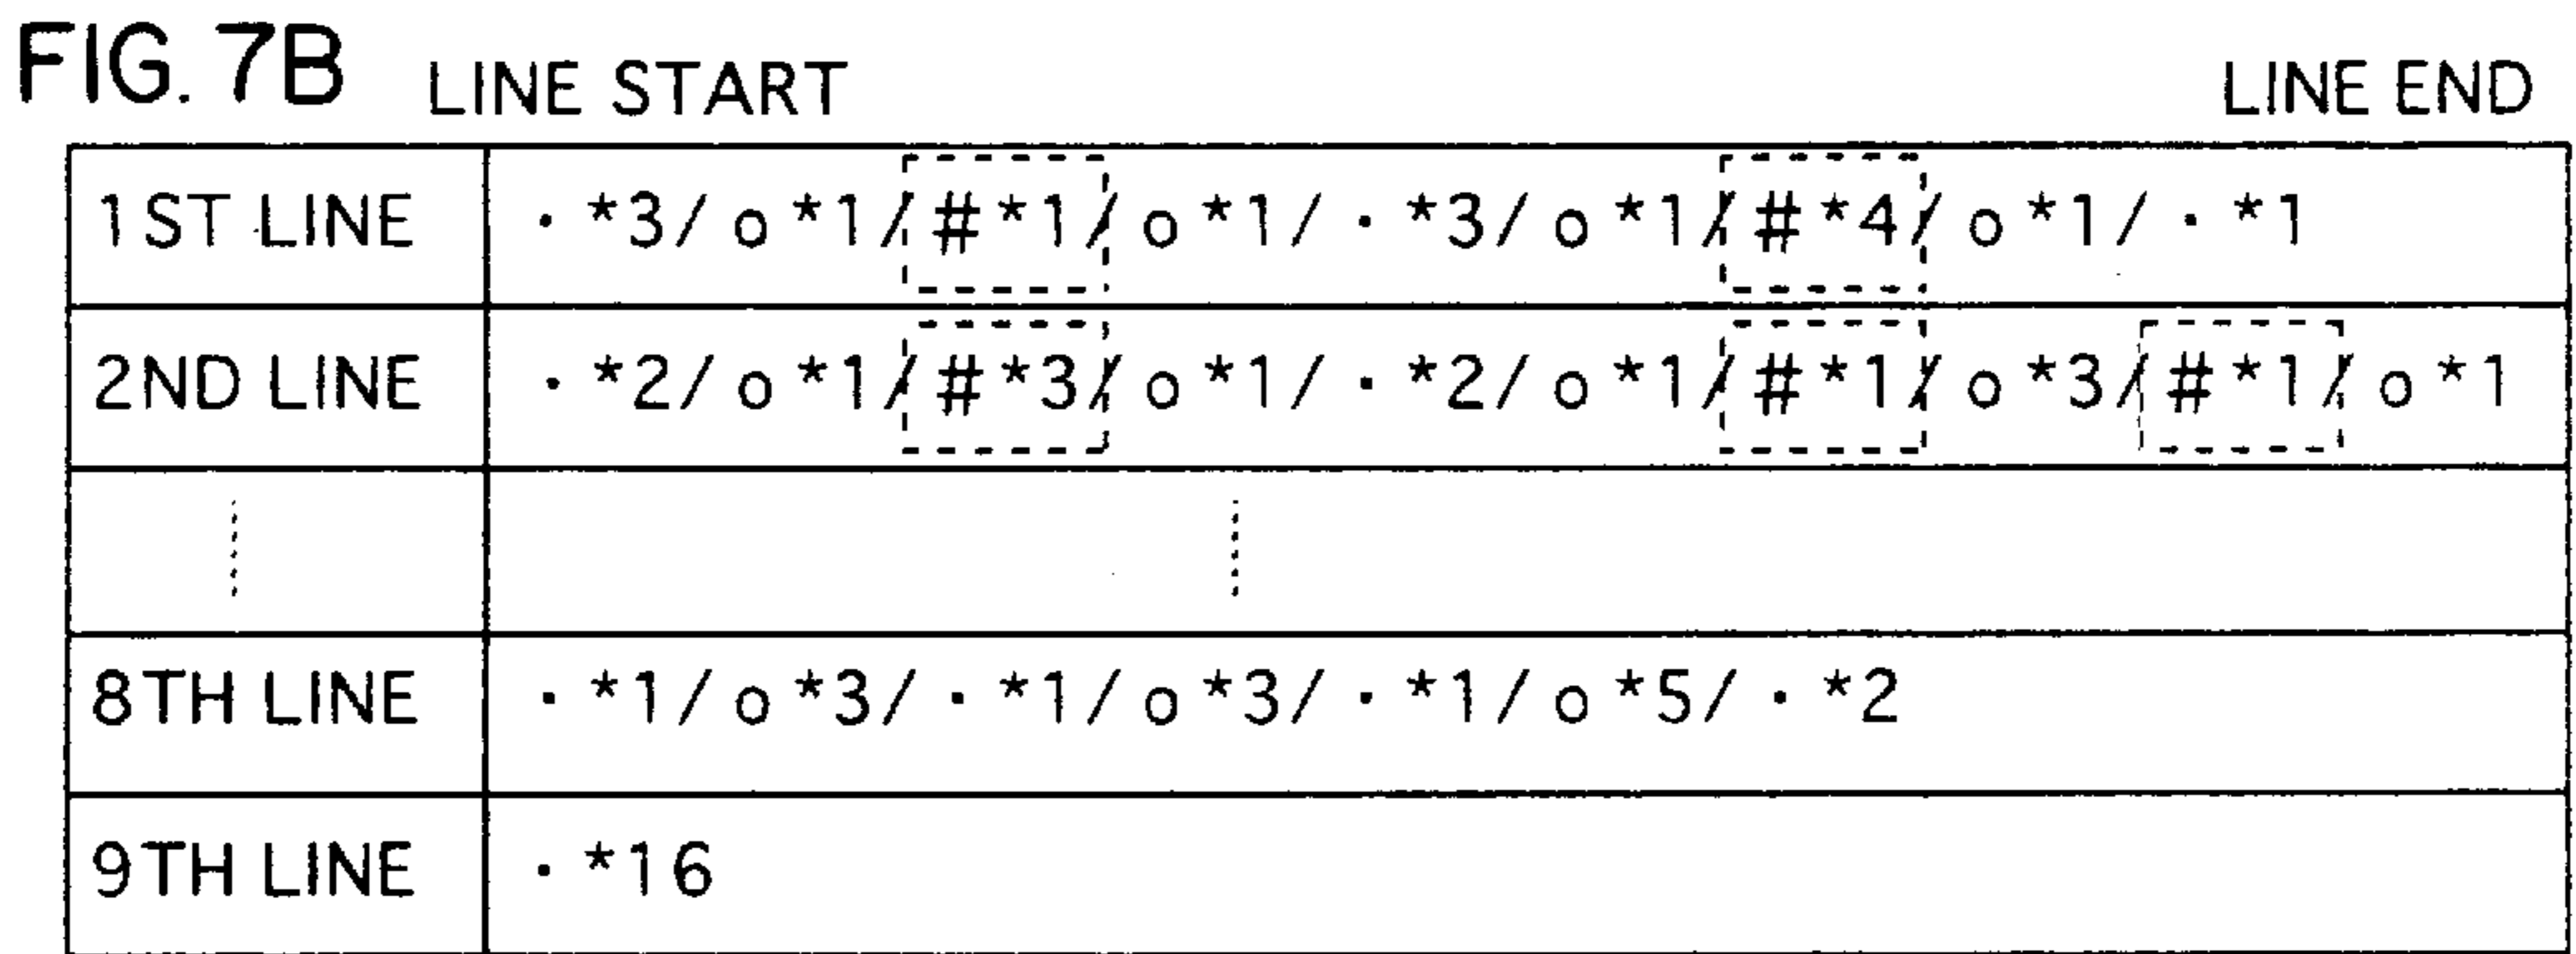 FIG. 7B LINE START LINE END
1ST LINE · *3/ o *1/ # *1/ o *1/ · *3/ o *1/ # *4/ o *1/ · *1
2ND LINE · *2/ o *1/ # *3/ o *1/ · *2/ o *1/ # *1/ o *3/ # *1/ o *1
8TH LINE · *1/ o *3/ · *1/ o *3/ · *1/ o *5/ · *2
9TH LINE · *16